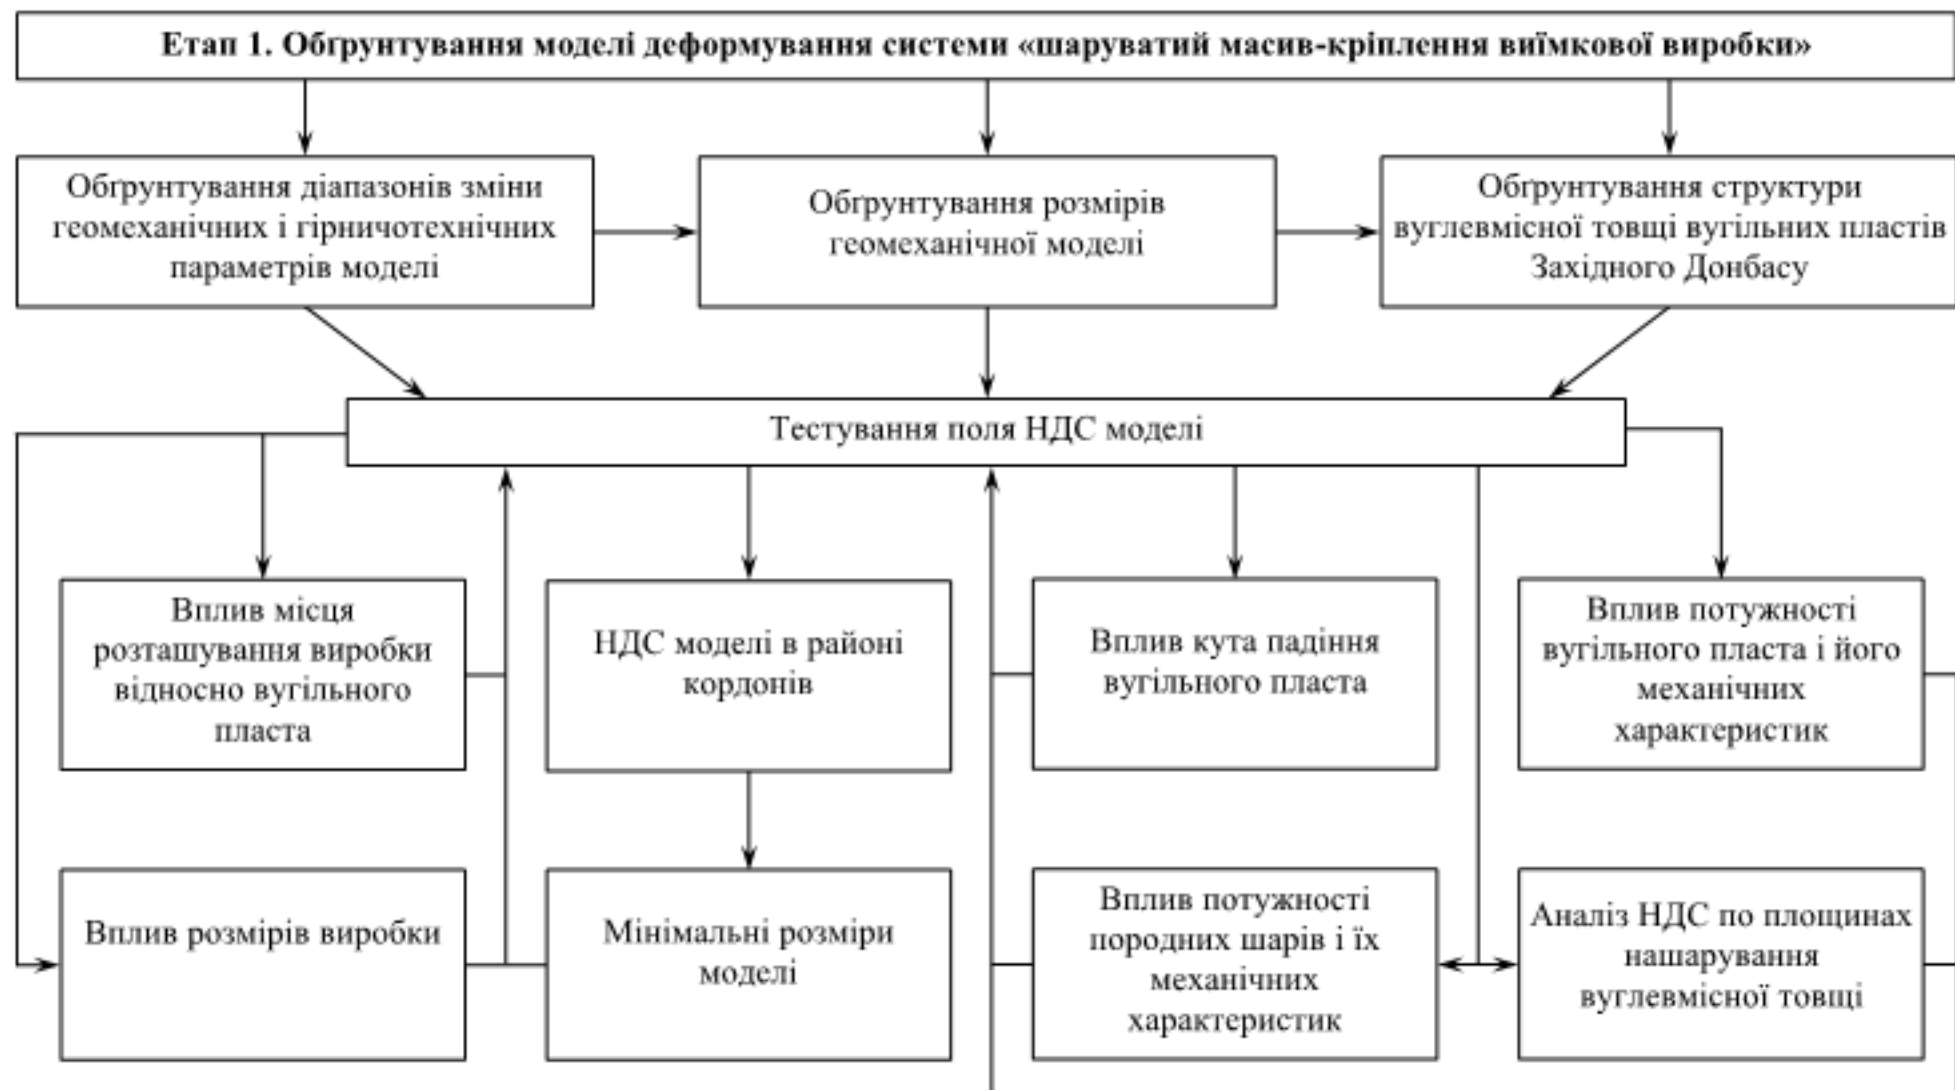 Етап 1. Обґрунтування моделі деформування системи «шаруватий масив-кріплення виїмкової виробки»
Обґрунтування діапазонів зміни
геомеханічних і гірничотехнічних
параметрів моделі
Обґрунтування розмірів
геомеханічної моделі
Обґрунтування структури
вуглевмісної товщі вугільних пластів
Західного Донбасу
Тестування поля НДС моделі
Вплив місця
розташування виробки
відносно вугільного
пласта
НДС моделі в районі
кордонів
Вплив кута падіння
вугільного пласта
Вплив потужності
вугільного пласта і його
механічних
характеристик
Вплив розмірів виробки
Мінімальні розміри
моделі
Вплив потужності
породних шарів і їх
механічних
характеристик
Аналіз НДС по площинах
нашарування
вуглевмісної товщі